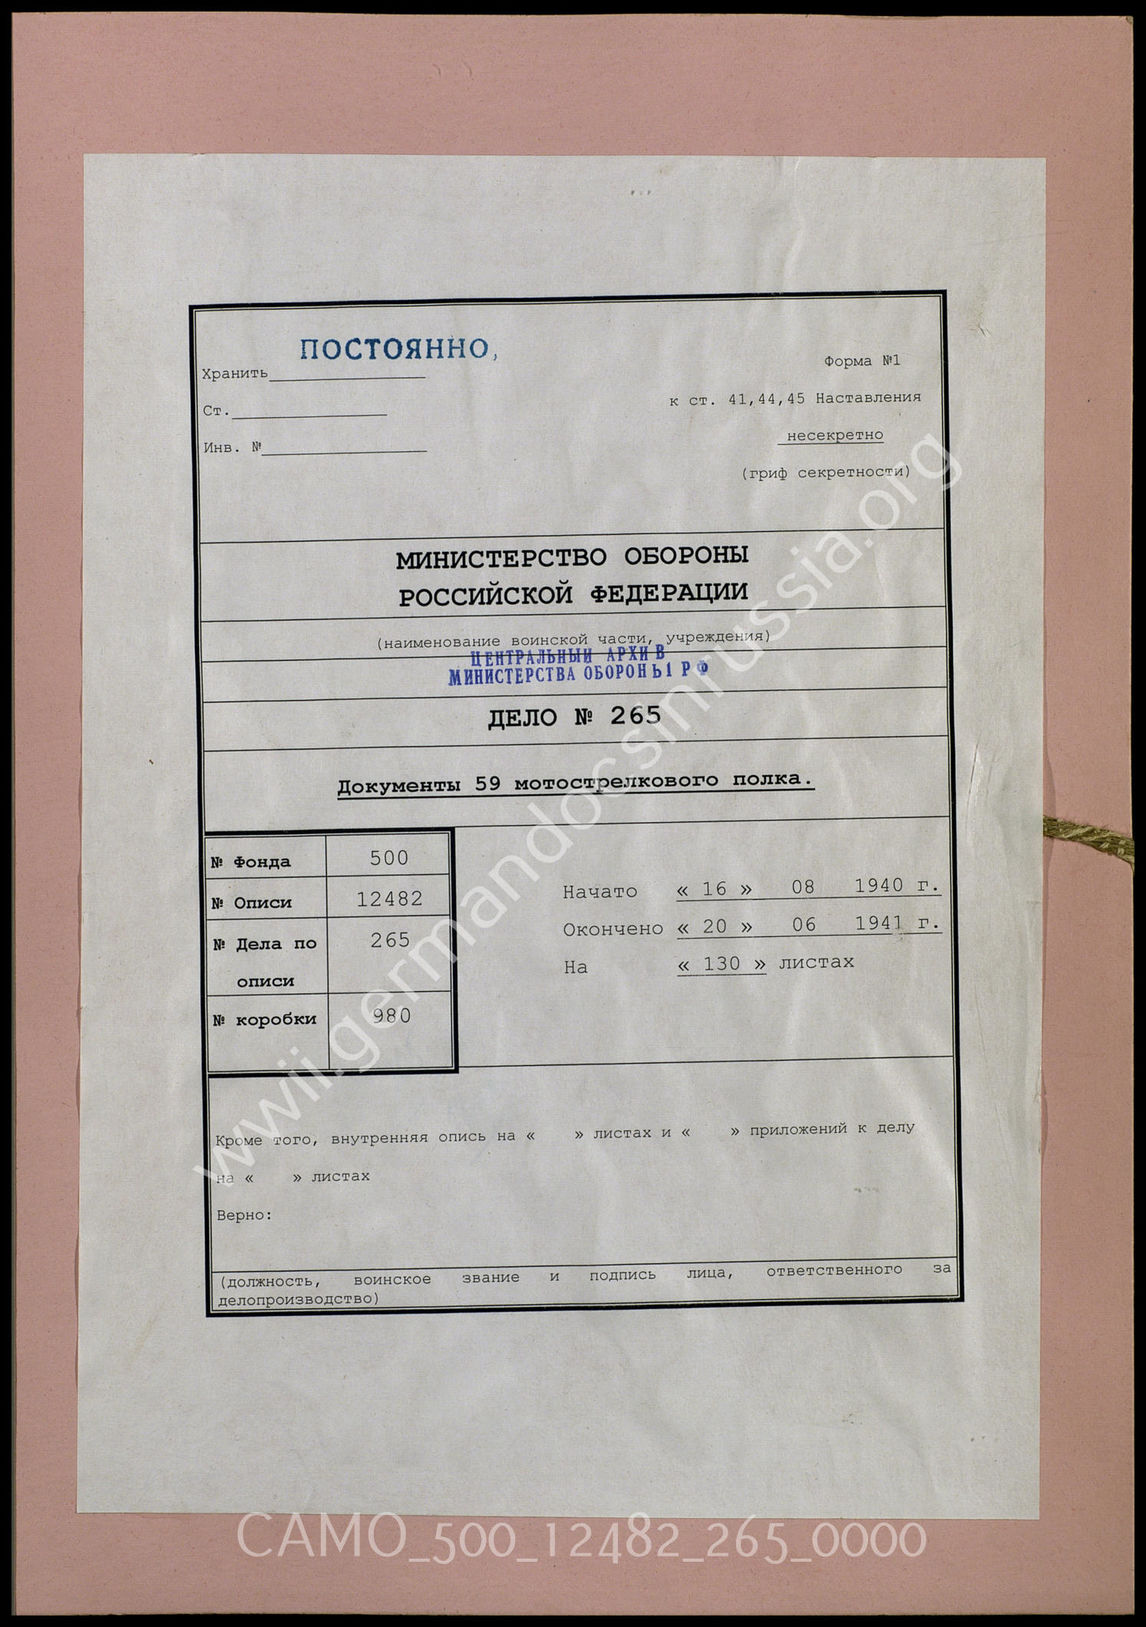 ПОСТОЯННО,
Хранить
Форма №1
Ст.
к ст. 41,44,45 Наставления
Инв. №
несекретно
(гриф секретности)
МИНИСТЕРСТВО ОБОРОНЫ
РОССИЙСКОЙ ФЕДЕРАЦИИ
(наименование воинской части, учреждения)
ЦЕНТРАЛЬНЫЙ АРХИВ
МИНИСТЕРСТВА ОБОРОНЫ РФ
ДЕЛО № 265
Документы 59 мотострелкового полка.
№ Фонда 500
№ Описи 12482
№ Дела по описи 265
№ коробки 980
Начато « 16 » 08 1940 г.
Окончено « 20 » 06 1941 г.
На « 130 » листах
Кроме того, внутренняя опись на « » листах и « » приложений к делу
на « » листах
Верно:
(должность, воинское звание и подпись лица, ответственного за
делопроизводство)
wwii.germandocsinrussia.org
CAMO_500_12482_265_0000